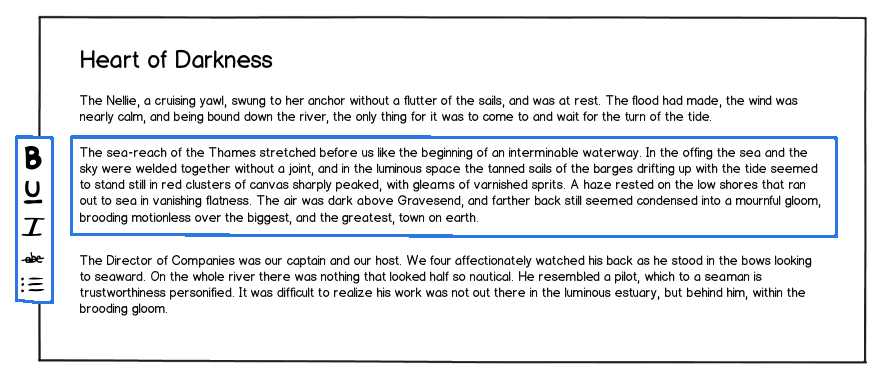 Heart of Darkness
The Nellie, a cruising yawl, swung to her anchor without a flutter of the sails, and was at rest. The flood had made, the wind was
nearly calm, and being bound down the river, the only thing for it was to come to and wait for the turn of the tide.
B
U
I
abc
The sea-reach of the Thames stretched before us like the beginning of an interminable waterway. In the offing the sea and the
sky were welded together without a joint, and in the luminous space the tanned sails of the barges drifting up with the tide seemed
to stand still in red clusters of canvas sharply peaked, with gleams of varnished sprits. A haze rested on the low shores that ran
out to sea in vanishing flatness. The air was dark above Gravesend, and farther back still seemed condensed into a mournful gloom,
brooding motionless over the biggest, and the greatest, town on earth.
The Director of Companies was our captain and our host. We four affectionately watched his back as he stood in the bows looking
to seaward. On the whole river there was nothing that looked half so nautical. He resembled a pilot, which to a seaman is
trustworthiness personified. It was difficult to realize his work was not out there in the luminous estuary, but behind him, within the
brooding gloom.